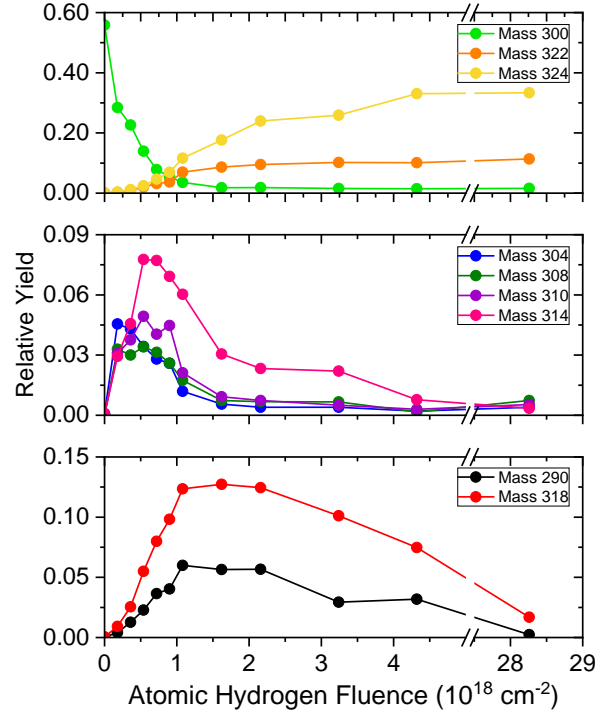 0.60
0.40
0.20
0.00
Mass 300
Mass 322
Mass 324
Relative Yield
0.09
0.06
0.03
0.00
Mass 304
Mass 308
Mass 310
Mass 314
0.15
0.10
0.05
0.00
Mass 290
Mass 318
0 1 2 3 4 28 29
Atomic Hydrogen Fluence (10¹⁸ cm⁻²)